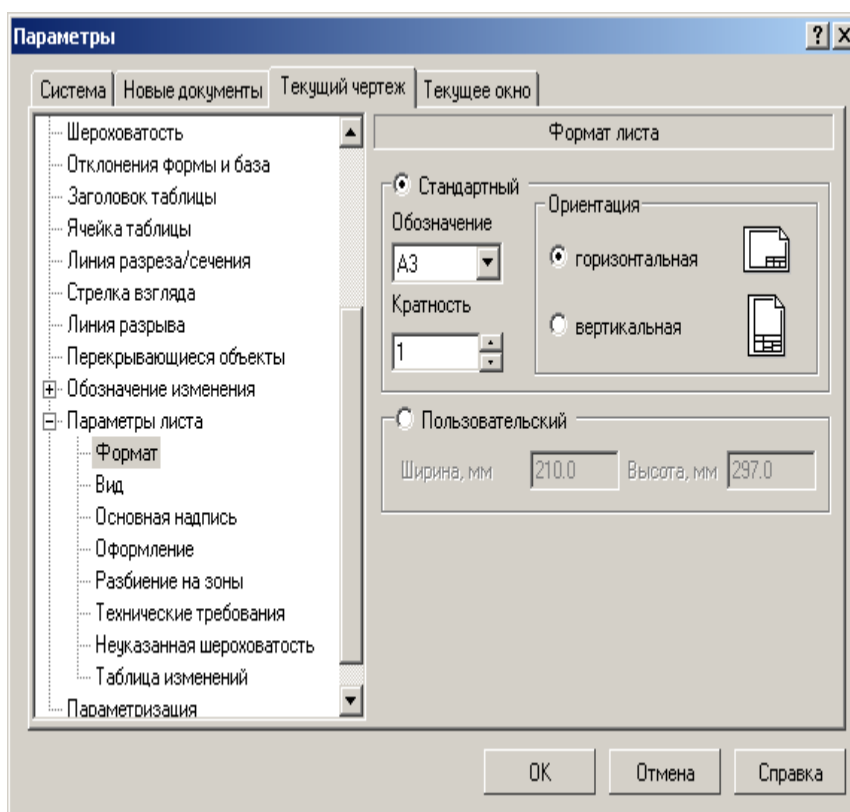 Параметры
Система
Новые документы
Текущий чертеж
Текущее окно
Шероховатость
Отклонения формы и база
Заголовок таблицы
Ячейка таблицы
Линия разреза/сечения
Стрелка взгляда
Линия разрыва
Перекрывающиеся объекты
Обозначение изменения
Параметры листа
Формат
Вид
Основная надпись
Оформление
Разбиение на зоны
Технические требования
Неуказанная шероховатость
Таблица изменений
Параметризация
Формат листа
Стандартный
Обозначение
А3
Кратность
1
Ориентация
горизонтальная
вертикальная
Пользовательский
Ширина, мм 210.0 Высота, мм 297.0
OK Отмена Справка